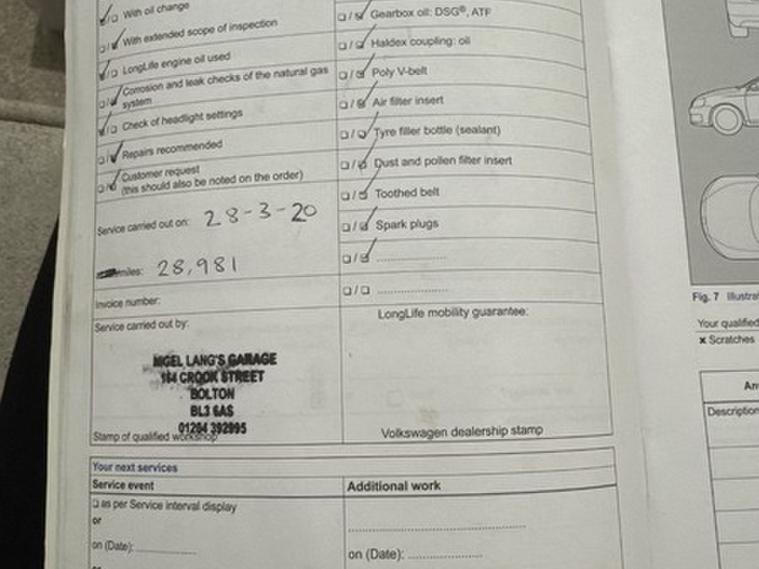 With oil change
With extended scope of inspection
LongLife engine oil used
Corrosion and leak checks of the natural gas
system
Check of headlight settings
Repairs recommended
Customer request
(this should also be noted on the order)
Service carried out on: 28-3-20
miles: 28,981
Invoice number:
Service carried out by:
NIGEL LANG'S GARAGE
164 CROOK STREET
BOLTON
BL3 6AS
01204 392995
Stamp of qualified workshop
Gearbox oil: DSG®, ATF
Haldex coupling: oil
Poly V-belt
Air filter insert
Tyre filler bottle (sealant)
Dust and pollen filter insert
Toothed belt
Spark plugs
LongLife mobility guarantee:
Volkswagen dealership stamp
Your next services
Service event
as per Service interval display
or
on (Date):
or
Additional work
on (Date):
Fig. 7 Illustra
Your qualified
x Scratches
An
Description